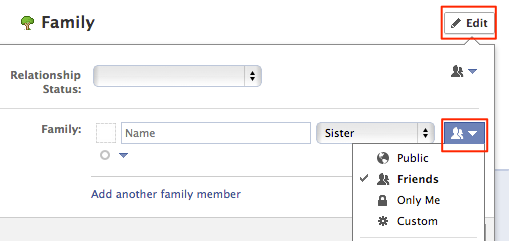 Family
Edit
Relationship
Status:
Family:
Name
Sister
Public
Friends
Only Me
Custom
Add another family member